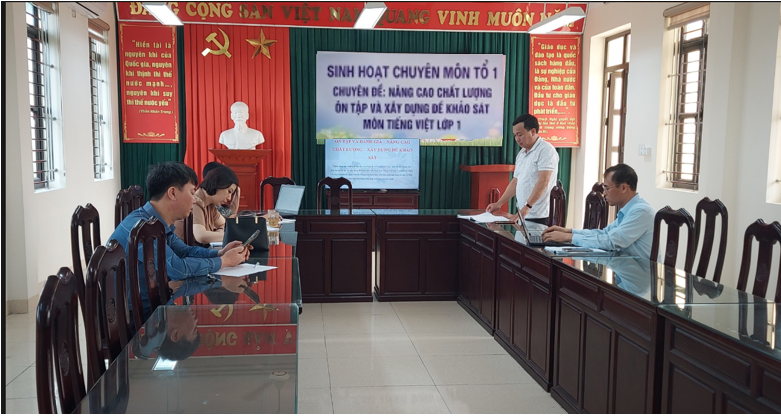 ĐẢNG CỘNG SẢN VIỆT NAM QUANG VINH MUÔN NĂM
"Hiền tài là
nguyên khí của
Quốc gia, nguyên
khí thịnh thì thế
nước mạnh...,
nguyên khí suy
thì thế nước yếu"
(Thân Nhân Trung)
SINH HOẠT CHUYÊN MÔN TỔ 1
CHUYÊN ĐỀ: NÂNG CAO CHẤT LƯỢNG
ÔN TẬP VÀ XÂY DỰNG ĐỀ KHẢO SÁT
MÔN TIẾNG VIỆT LỚP 1
"Giáo dục và
đào tạo là quốc
sách hàng đầu,
là sự nghiệp của
Đảng, Nhà nước
và của toàn dân.
Đầu tư cho giáo
dục là đầu tư
phát triển,